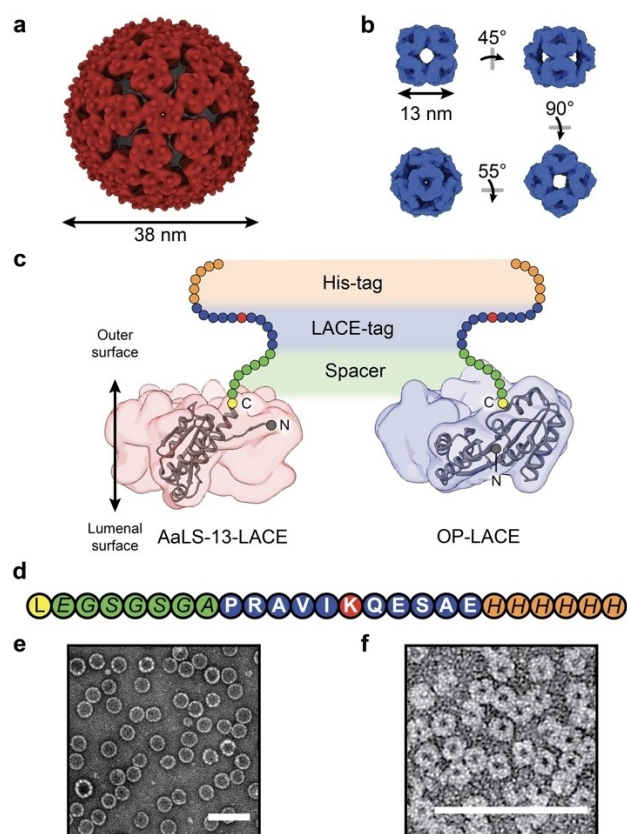 a
38 nm
b
45°
13 nm
90°
55°
c
His-tag
LACE-tag
Spacer
Outer
surface
C
N
C
N
Lumenal
surface
AaLS-13-LACE
OP-LACE
d
LEGSGSGAPRAVIKQESAEHHHHHH
e
f